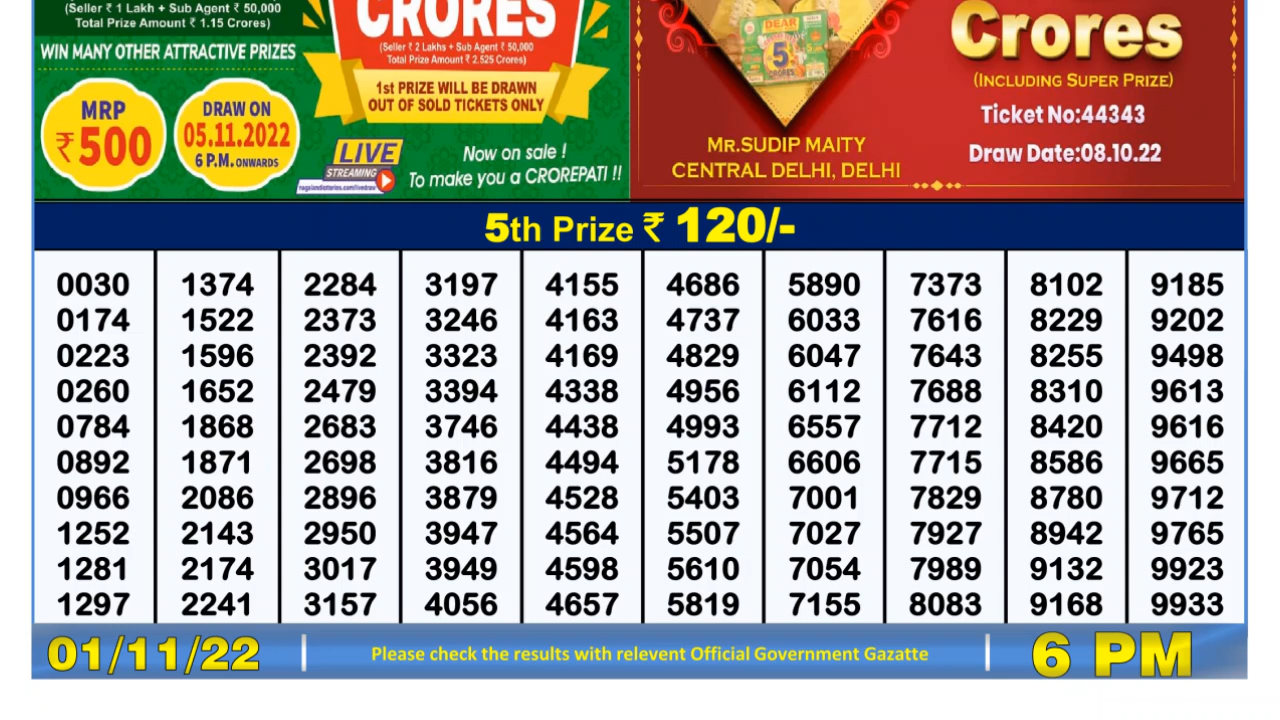 (Seller ₹ 1 Lakh + Sub Agent ₹ 50,000
Total Prize Amount ₹ 1.15 Crores)
WIN MANY OTHER ATTRACTIVE PRIZES
MRP
₹500
DRAW ON
05.11.2022
6 P.M. ONWARDS
CRORES
(Seller ₹ 2 Lakhs + Sub Agent ₹ 50,000
Total Prize Amount ₹ 2.525 Crores)
1st PRIZE WILL BE DRAWN
OUT OF SOLD TICKETS ONLY
LIVE
STREAMING
nagalandlotteries.com/livedraw
Now on sale !
To make you a CROREPATI !!
DEAR
5
CRORES
MR.SUDIP MAITY
CENTRAL DELHI, DELHI
Crores
(INCLUDING SUPER PRIZE)
Ticket No:44343
Draw Date:08.10.22
5th Prize ₹ 120/-
0030 1374 2284 3197 4155 4686 5890 7373 8102 9185
0174 1522 2373 3246 4163 4737 6033 7616 8229 9202
0223 1596 2392 3323 4169 4829 6047 7643 8255 9498
0260 1652 2479 3394 4338 4956 6112 7688 8310 9613
0784 1868 2683 3746 4438 4993 6557 7712 8420 9616
0892 1871 2698 3816 4494 5178 6606 7715 8586 9665
0966 2086 2896 3879 4528 5403 7001 7829 8780 9712
1252 2143 2950 3947 4564 5507 7027 7927 8942 9765
1281 2174 3017 3949 4598 5610 7054 7989 9132 9923
1297 2241 3157 4056 4657 5819 7155 8083 9168 9933
01/11/22 Please check the results with relevent Official Government Gazatte 6 PM